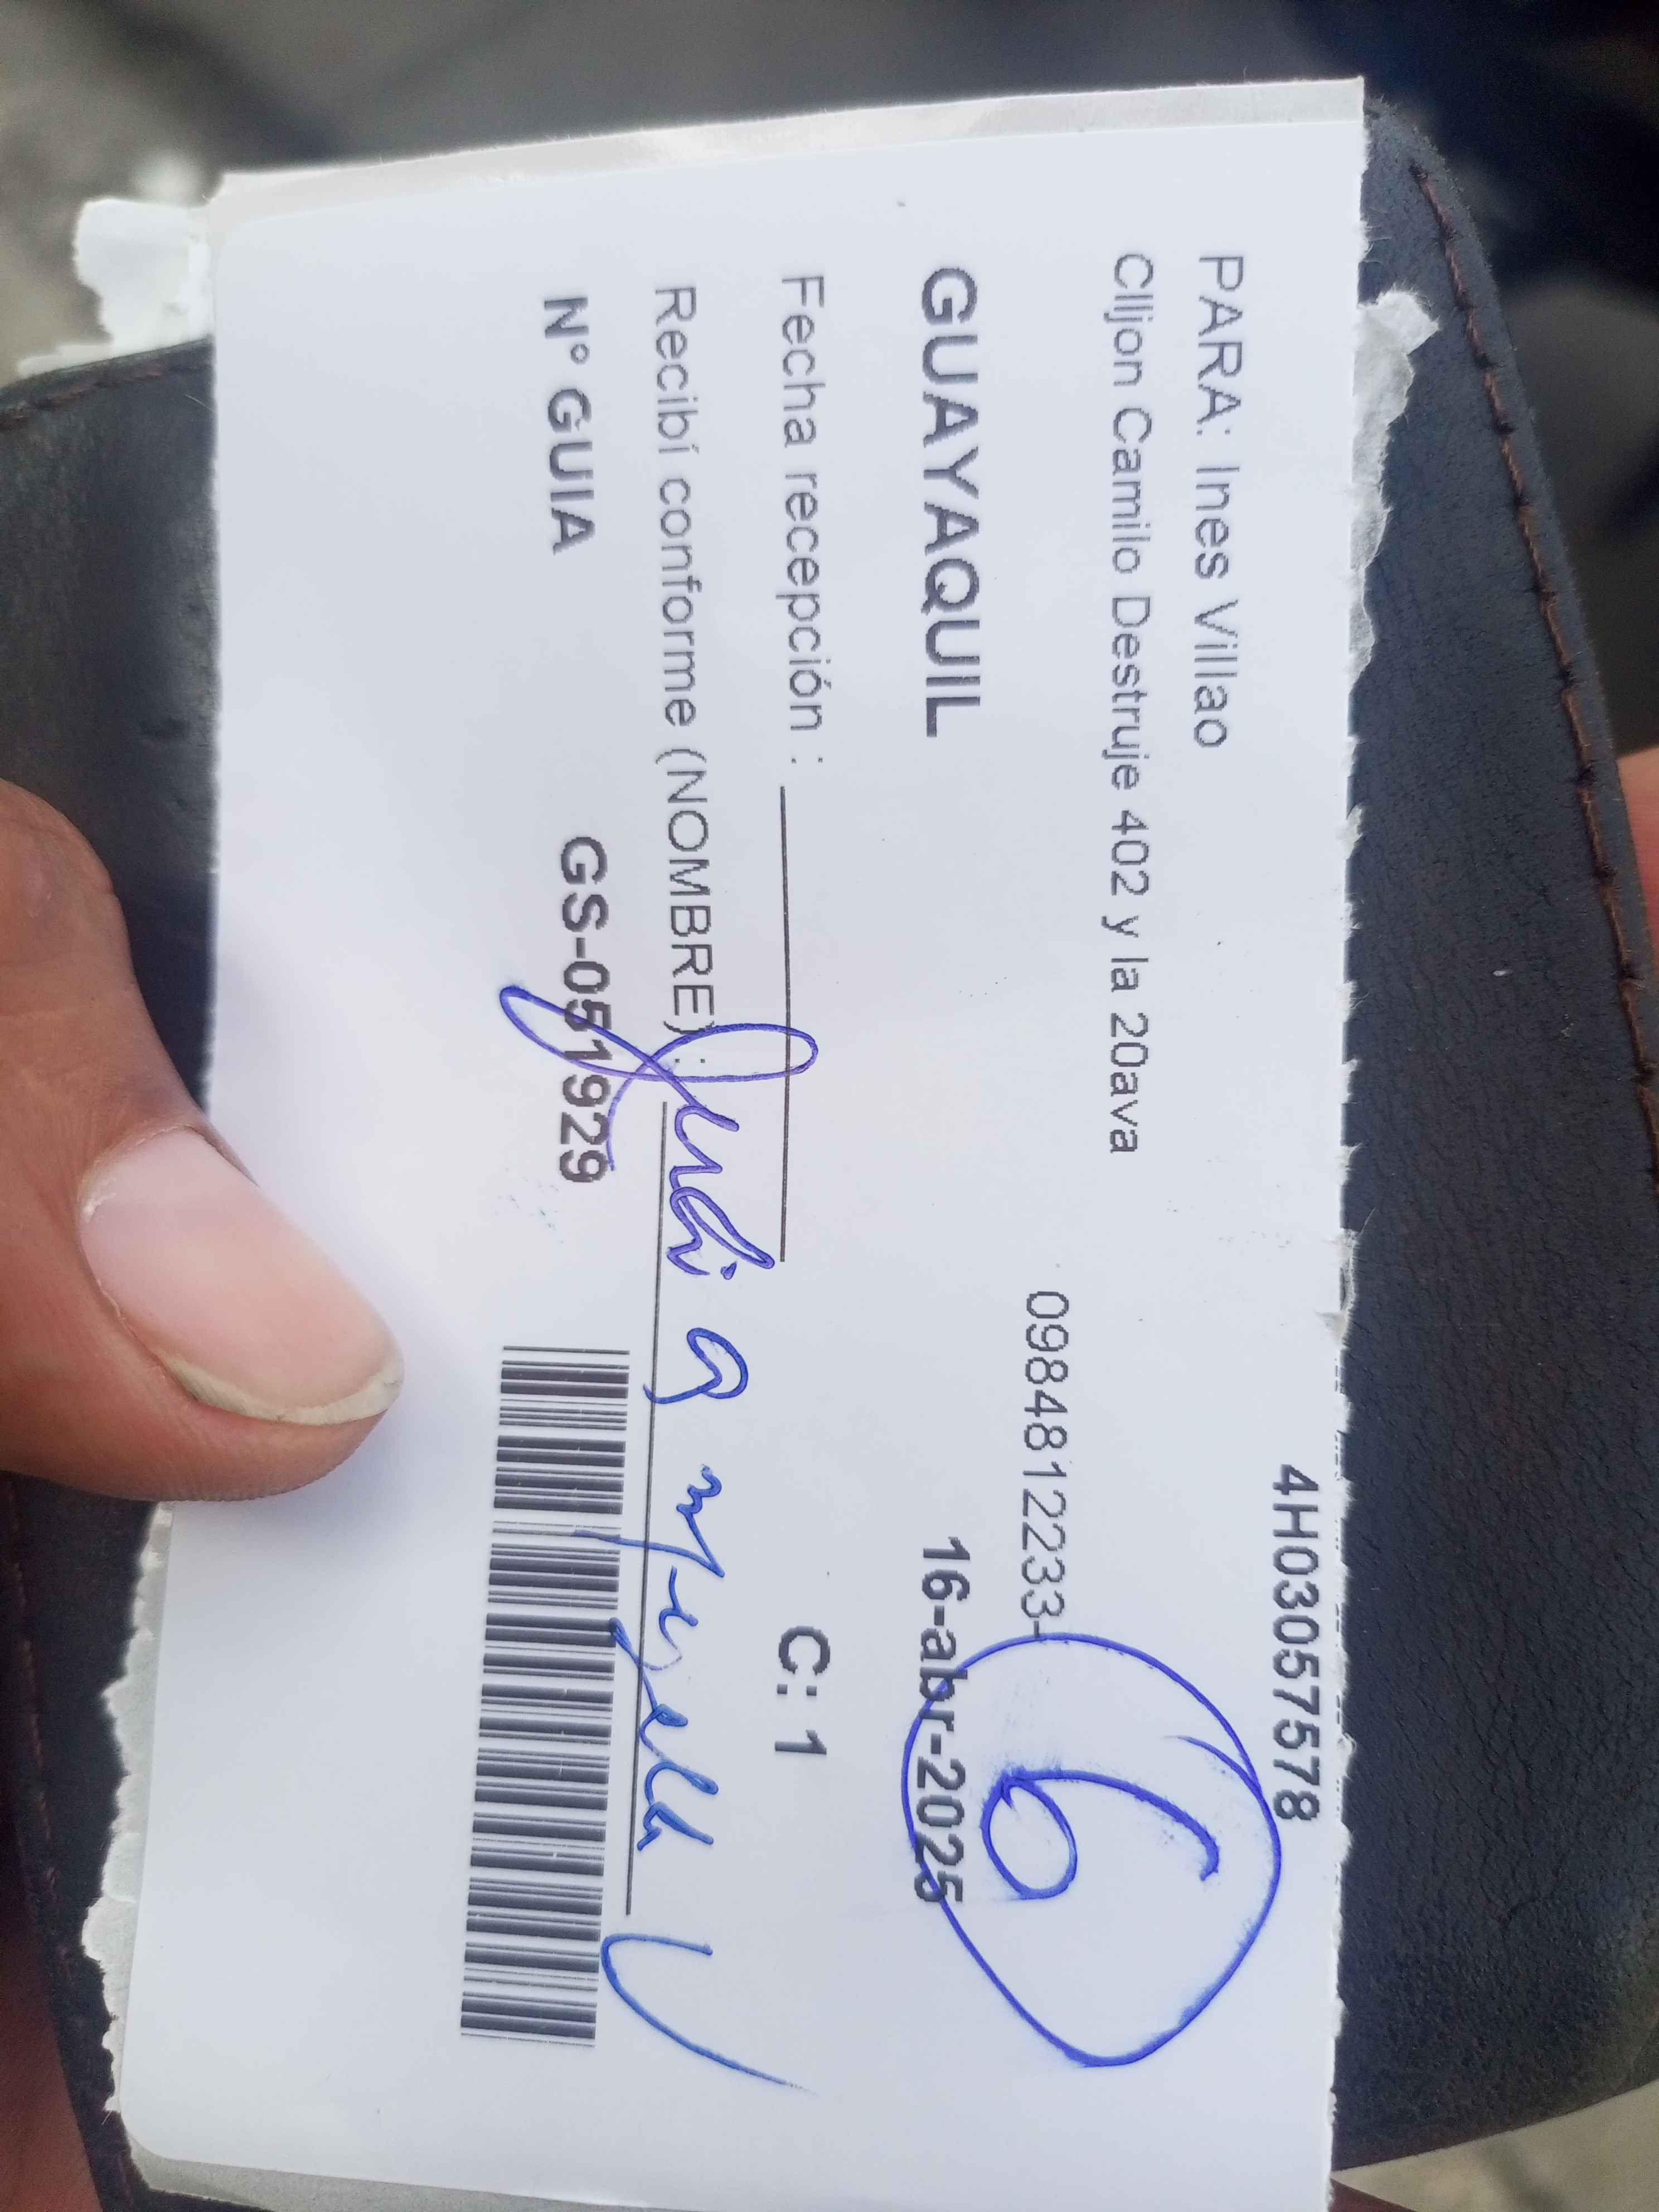 4H03057578
PARA: Ines Villao
Clljon Camilo Destruje 402 y la 20ava
0984812233-
6
GUAYAQUIL 16-abr-2025
Fecha recepción : C: 1
Recibí conforme (NOMBRE) :
N° GUIA GS-051929